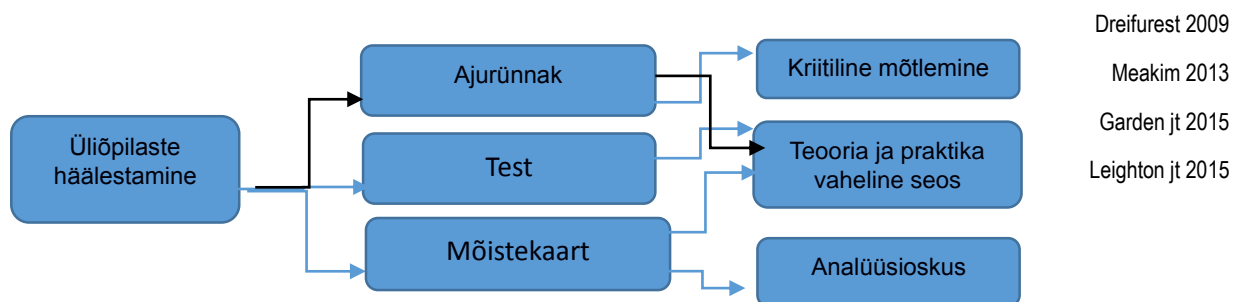 Üliõpilaste
häälestamine
Ajurünnak
Test
Mõistekaart
Kriitiline mõtlemine
Teooria ja praktika
vaheline seos
Analüüsioskus
Dreifurest 2009
Meakim 2013
Garden jt 2015
Leighton jt 2015